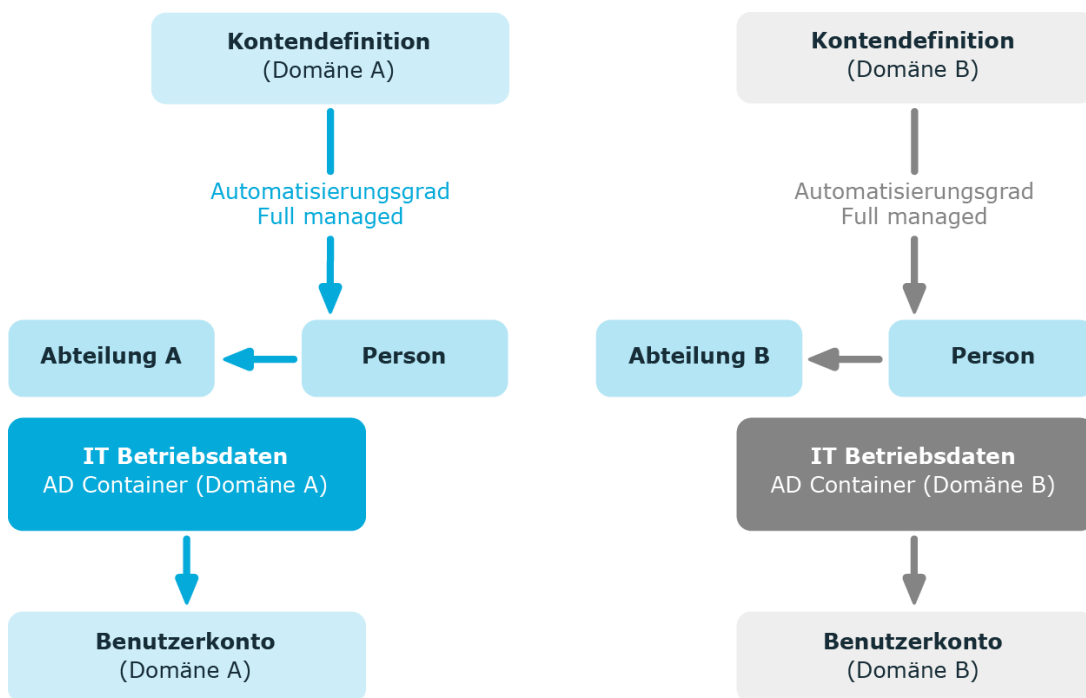 Kontendefinition
(Domäne A)
Automatisierungsgrad
Full managed
Abteilung A
Person
IT Betriebsdaten
AD Container (Domäne A)
Benutzerkonto
(Domäne A)
Kontendefinition
(Domäne B)
Automatisierungsgrad
Full managed
Abteilung B
Person
IT Betriebsdaten
AD Container (Domäne B)
Benutzerkonto
(Domäne B)